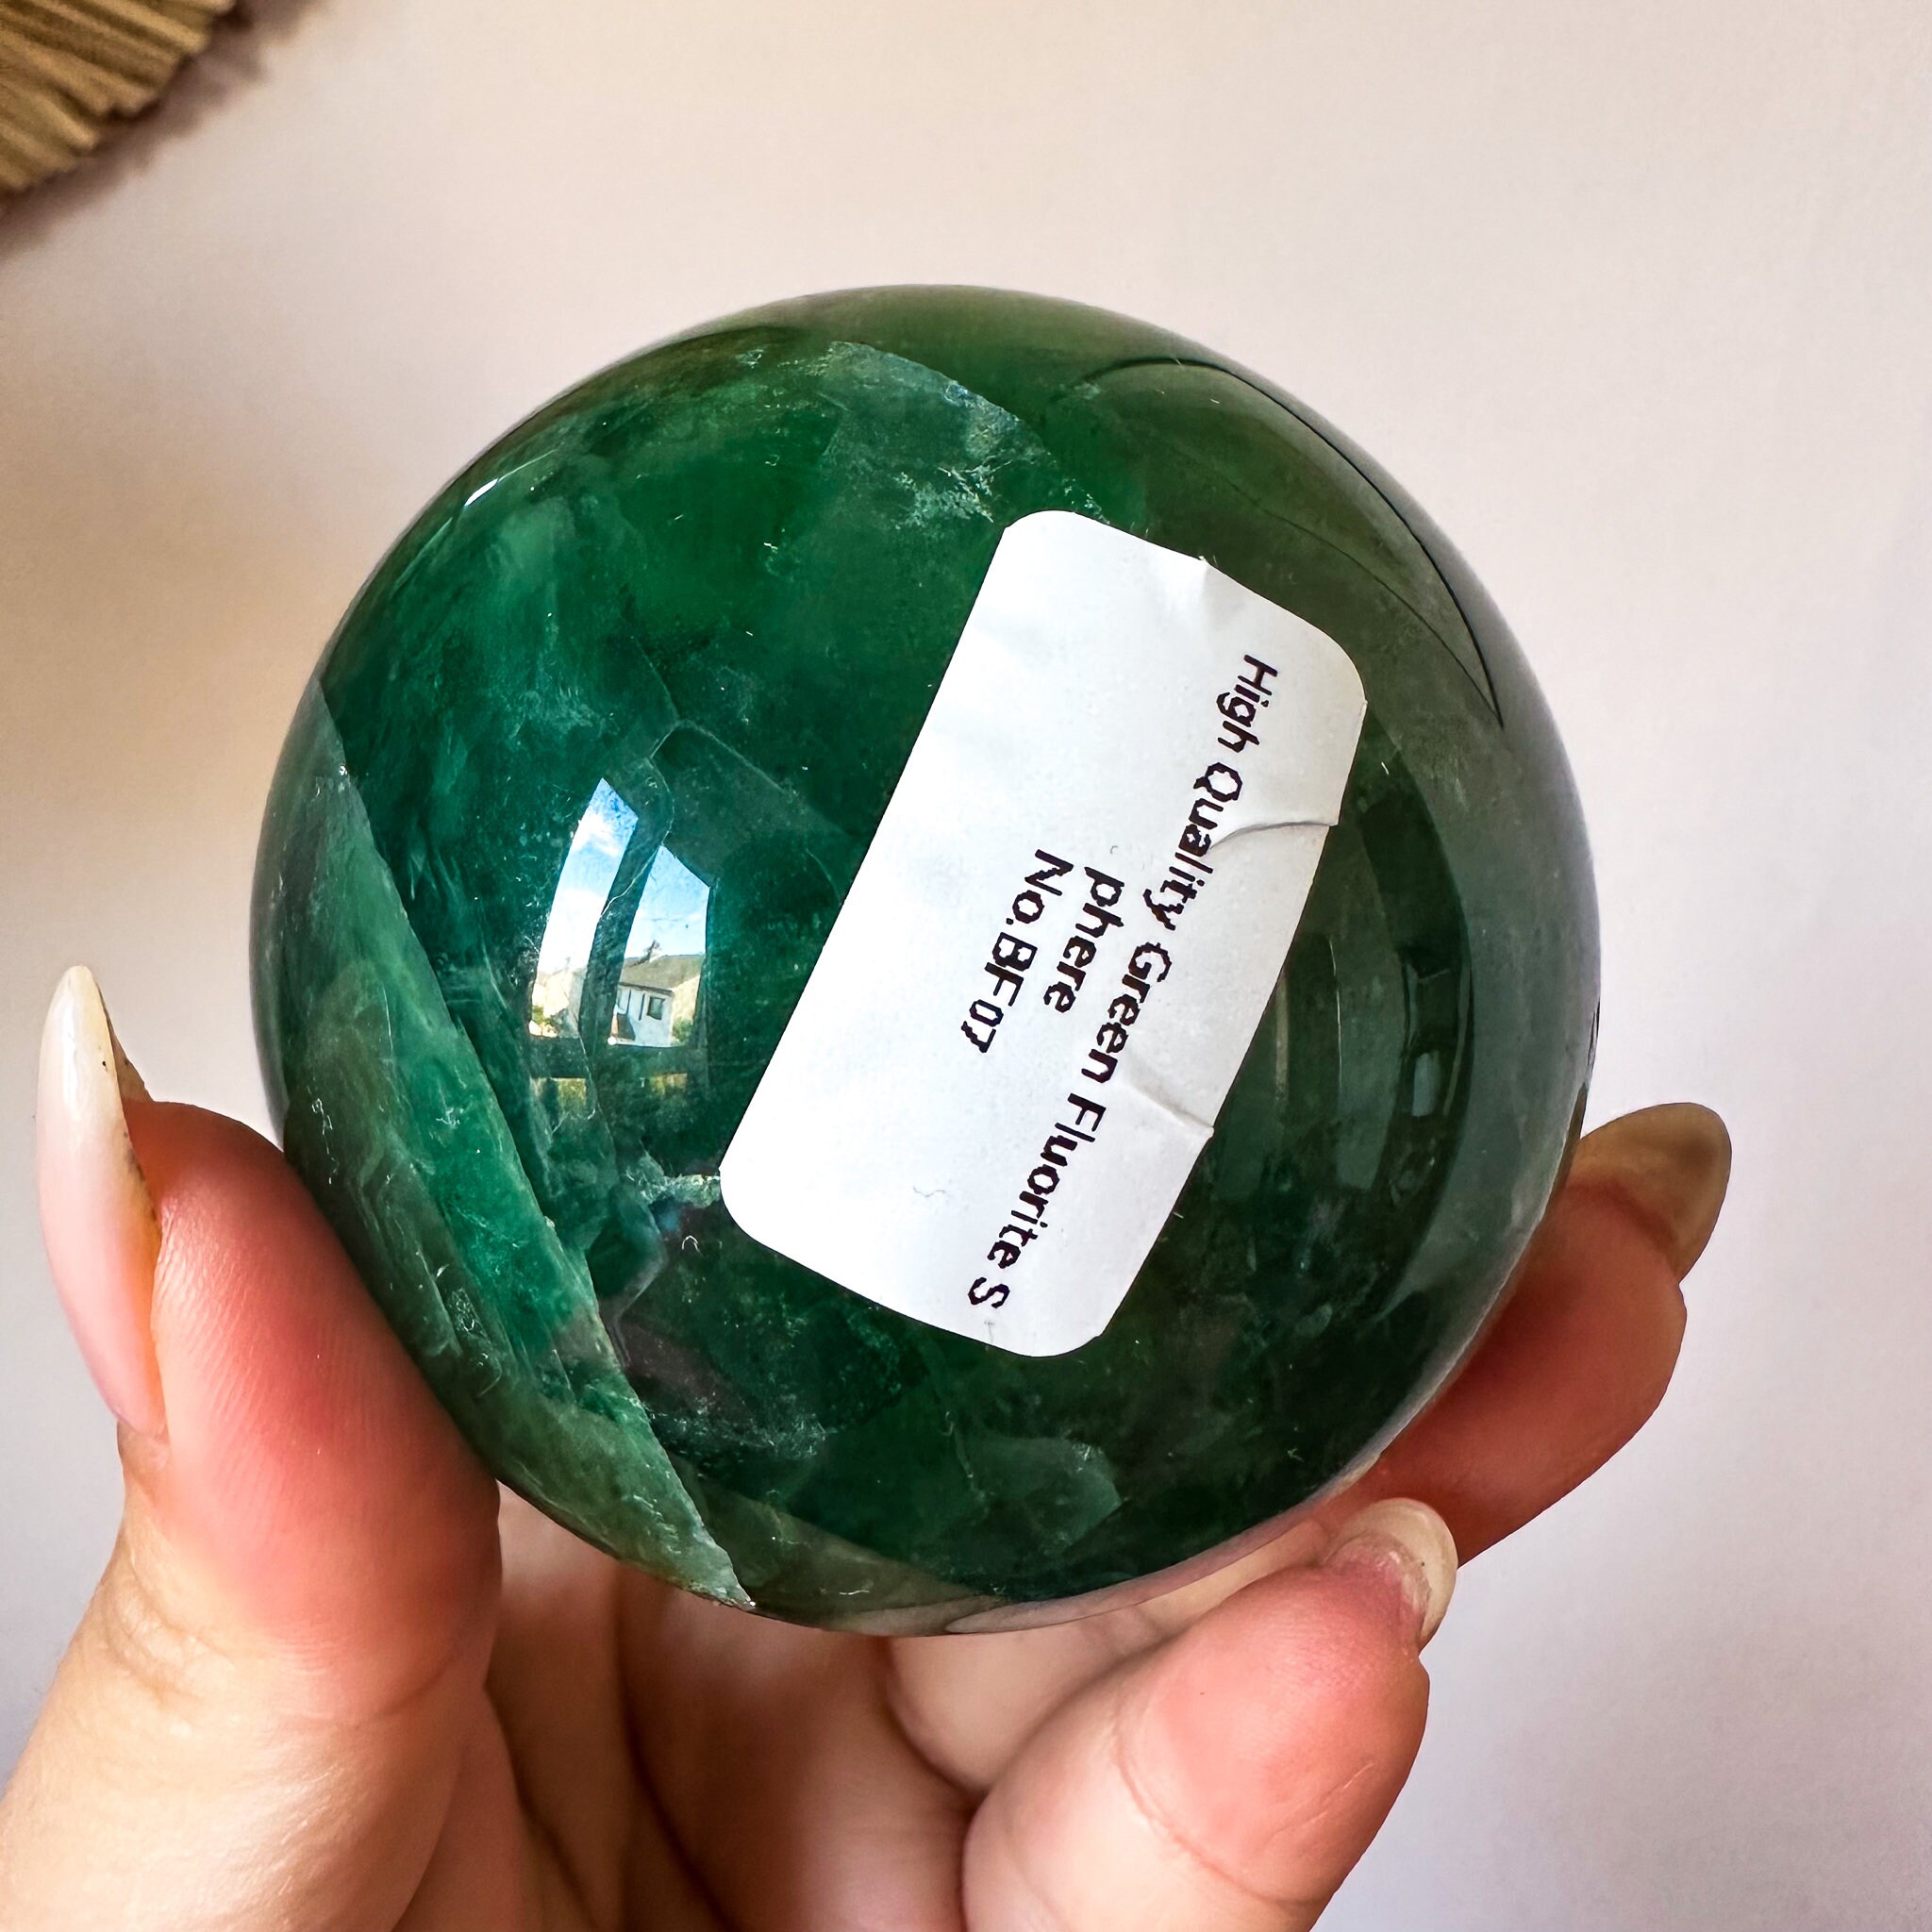 High Quality Green Fluorite S
phere
No.BF07